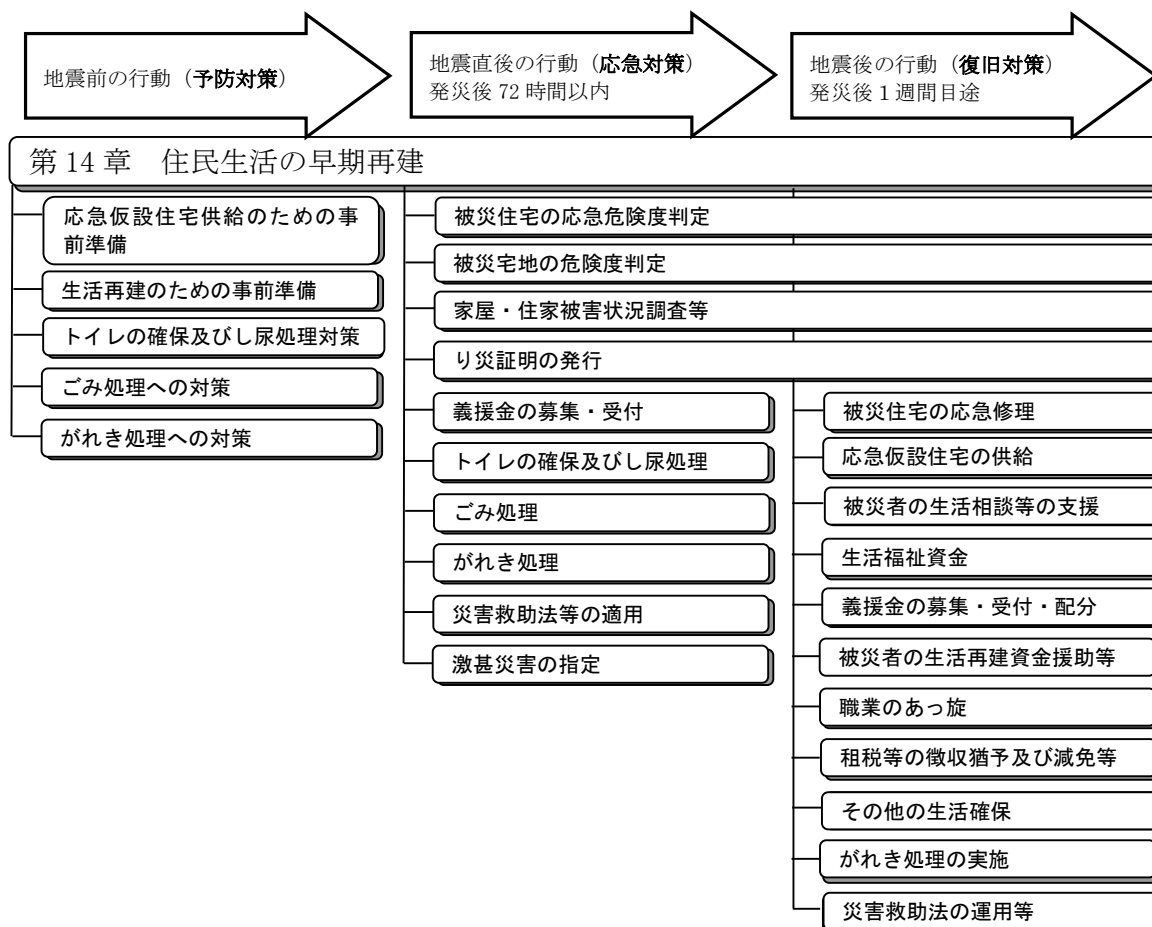 地震前の行動（予防対策）
地震直後の行動（応急対策）
発災後 72 時間以内
地震後の行動（復旧対策）
発災後 1 週間目途
第 14 章　住民生活の早期再建
応急仮設住宅供給のための事
前準備
生活再建のための事前準備
トイレの確保及びし尿処理対策
ごみ処理への対策
がれき処理への対策
被災住宅の応急危険度判定
被災宅地の危険度判定
家屋・住家被害状況調査等
り災証明の発行
義援金の募集・受付
トイレの確保及びし尿処理
ごみ処理
がれき処理
災害救助法等の適用
激甚災害の指定
被災住宅の応急修理
応急仮設住宅の供給
被災者の生活相談等の支援
生活福祉資金
義援金の募集・受付・配分
被災者の生活再建資金援助等
職業のあっ旋
租税等の徴収猶予及び減免等
その他の生活確保
がれき処理の実施
災害救助法の運用等